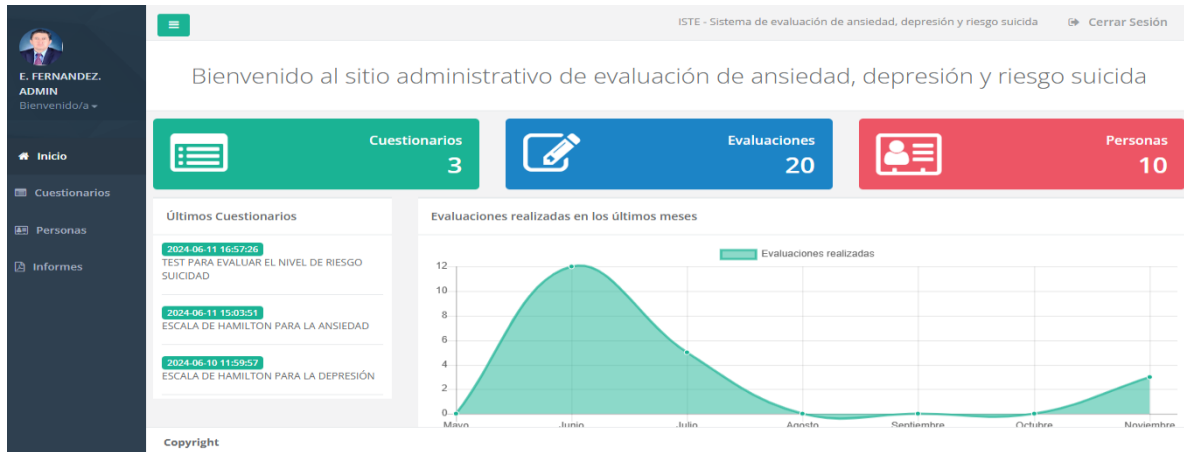 ISTE - Sistema de evaluación de ansiedad, depresión y riesgo suicida
Cerrar Sesión
E. FERNANDEZ.
ADMIN
Bienvenido/a
Inicio
Cuestionarios
Personas
Informes
Bienvenido al sitio administrativo de evaluación de ansiedad, depresión y riesgo suicida
Cuestionarios
3
Evaluaciones
20
Personas
10
Últimos Cuestionarios
2024-06-11 16:57:26
TEST PARA EVALUAR EL NIVEL DE RIESGO
SUICIDAD
2024-06-11 15:03:51
ESCALA DE HAMILTON PARA LA ANSIEDAD
2024-06-10 11:59:57
ESCALA DE HAMILTON PARA LA DEPRESIÓN
Evaluaciones realizadas en los últimos meses
Evaluaciones realizadas
12
10
8
6
4
2
0
Mayo
Junio
Julio
Agosto
Septiembre
Octubre
Noviembre
Copyright